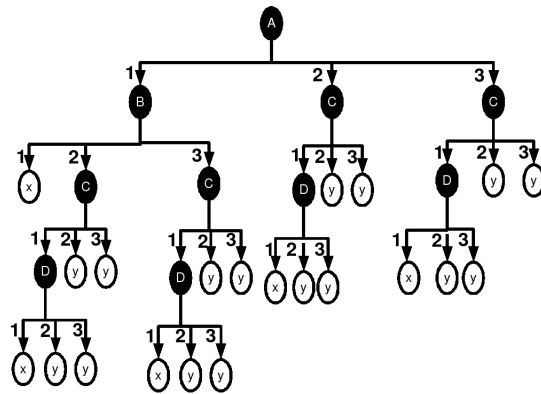 A
1 2 3
B C C
1 2 3 1 2 3 1 2 3
x C C D y y D y y
1 2 3 1 2 3 1 2 3 1 2 3
D y y D y y x y y x y y
1 2 3 1 2 3
x y y x y y